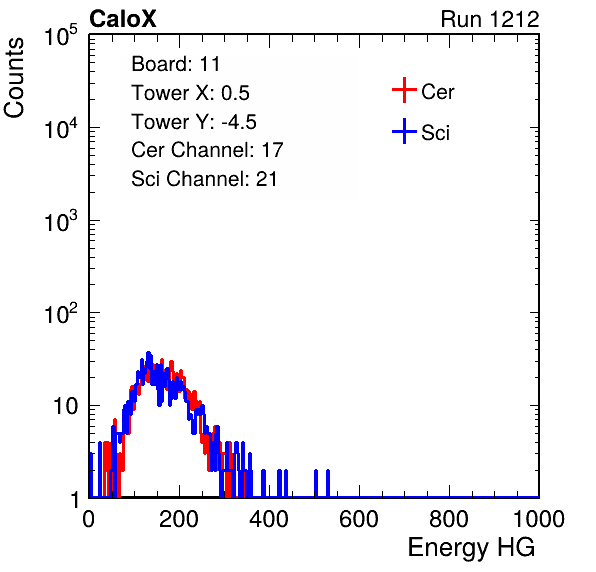 CaloX Run 1212
Counts
10^5
10^4
10^3
10^2
10
1
Board: 11
Tower X: 0.5
Tower Y: -4.5
Cer Channel: 17
Sci Channel: 21
Cer
Sci
0 200 400 600 800 1000
Energy HG